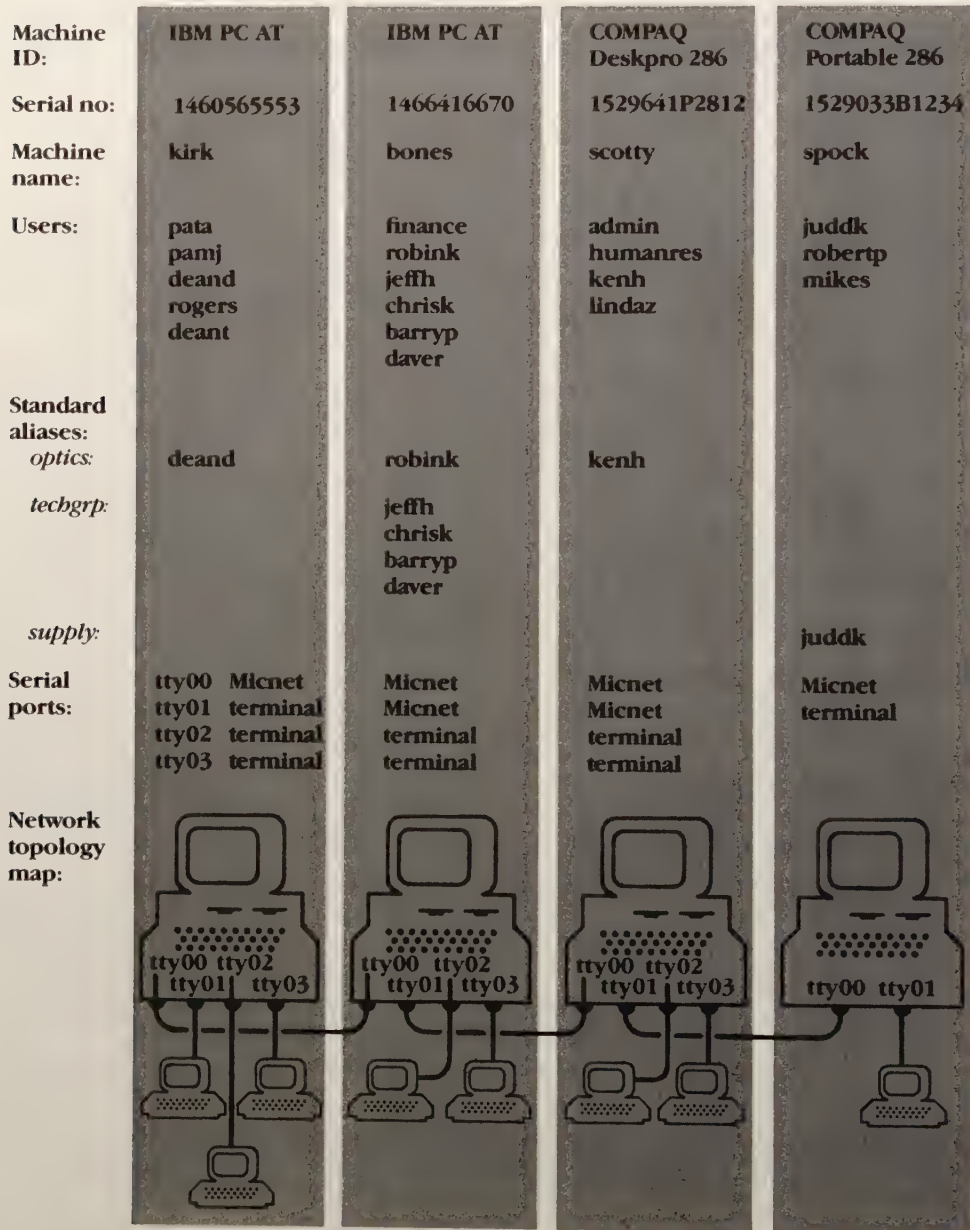 Machine ID: IBM PC AT IBM PC AT COMPAQ Deskpro 286 COMPAQ Portable 286
Serial no: 1460565553 1466416670 1529641P2812 1529033B1234
Machine name: kirk bones scotty spock
Users: pata finance admin juddk
pamj robink humanres robertp
deand jeffh kenh mikes
rogers chrisk lindaz
deant barryp
daver
Standard aliases:
optics: deand robink kenh
techgrp: jeffh
chrisk
barryp
daver
supply: juddk
Serial ports: tty00 Micnet Micnet Micnet Micnet
tty01 terminal Micnet Micnet terminal
tty02 terminal terminal terminal
tty03 terminal terminal terminal
Network topology map:
tty00 tty02 tty00 tty02 tty00 tty02
tty01 tty03 tty01 tty03 tty01 tty03 tty00 tty01